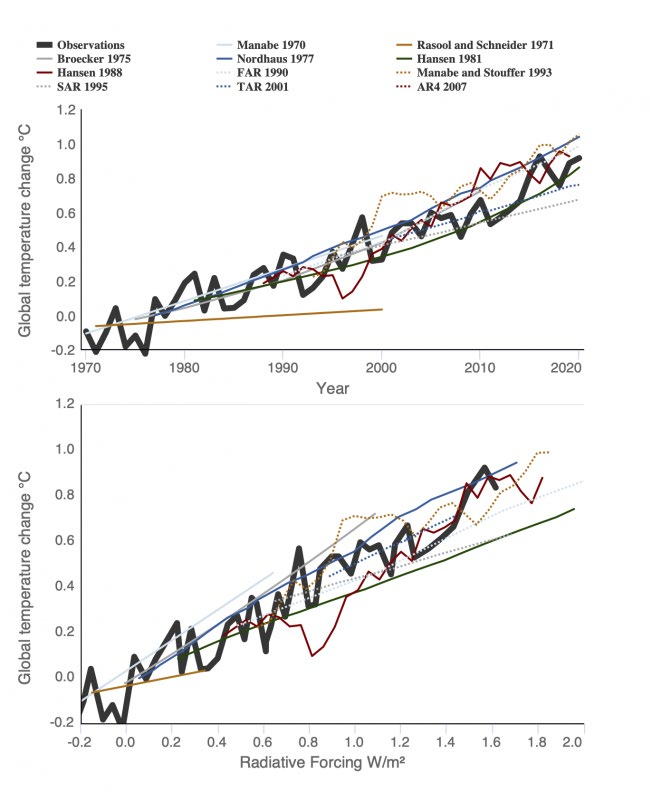 Observations Manabe 1970 Rasool and Schneider 1971
Broecker 1975 Nordhaus 1977 Hansen 1981
Hansen 1988 FAR 1990 Manabe and Stouffer 1993
SAR 1995 TAR 2001 AR4 2007
Global temperature change °C
1.2
1.0
0.8
0.6
0.4
0.2
0.0
-0.2
1970 1980 1990 2000 2010 2020
Year
Global temperature change °C
1.2
1.0
0.8
0.6
0.4
0.2
0.0
-0.2
-0.2 0.0 0.2 0.4 0.6 0.8 1.0 1.2 1.4 1.6 1.8 2.0
Radiative Forcing W/m²